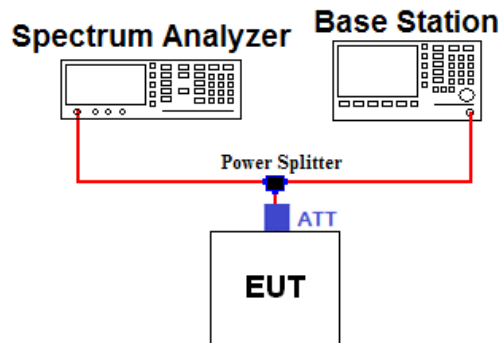 Spectrum Analyzer
Base Station
Power Splitter
ATT
EUT